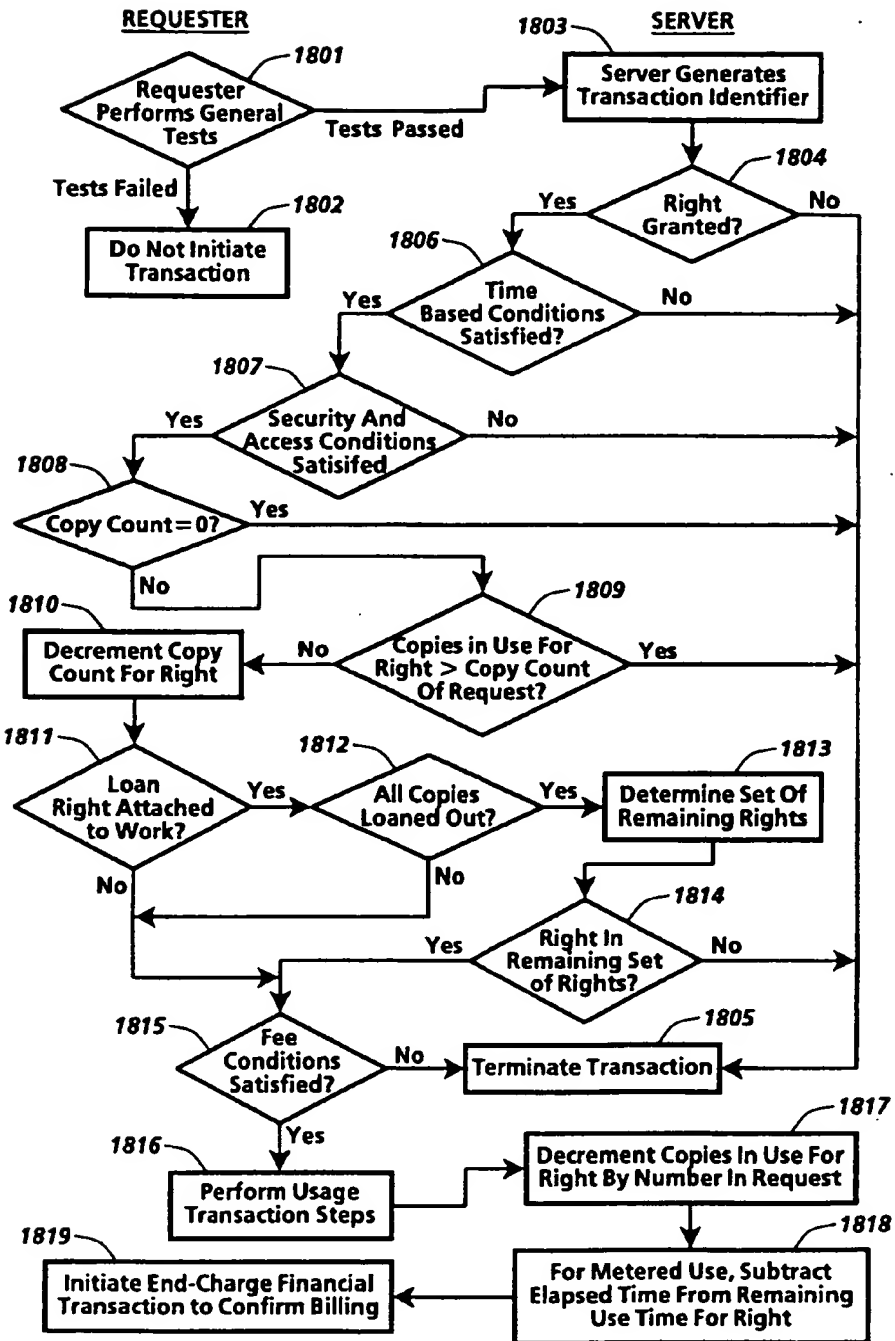 REQUESTER
SERVER
1801
Requester
Performs General
Tests
Tests Passed
Tests Failed
1802
Do Not Initiate
Transaction
1803
Server Generates
Transaction Identifier
1804
Right
Granted?
Yes
No
1806
Time
Based Conditions
Satisfied?
Yes
No
1807
Security And
Access Conditions
Satisifed
Yes
No
1808
Copy Count=0?
Yes
No
1809
Copies in Use For
Right > Copy Count
Of Request?
No
Yes
1810
Decrement Copy
Count For Right
1811
Loan
Right Attached
to Work?
Yes
No
1812
All Copies
Loaned Out?
Yes
No
1813
Determine Set Of
Remaining Rights
1814
Right In
Remaining Set
of Rights?
Yes
No
1815
Fee
Conditions
Satisfied?
No
Yes
1805
Terminate Transaction
1816
Perform Usage
Transaction Steps
1817
Decrement Copies In Use For
Right By Number In Request
1818
For Metered Use, Subtract
Elapsed Time From Remaining
Use Time For Right
1819
Initiate End-Charge Financial
Transaction to Confirm Billing